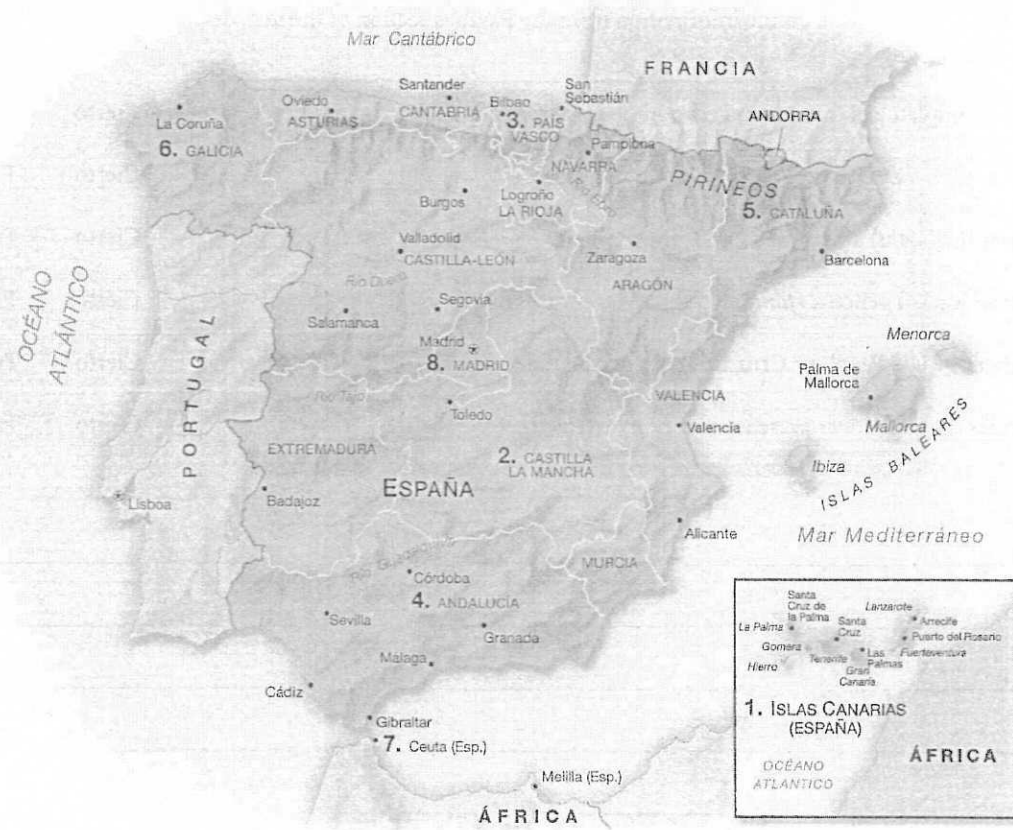 Mar Cantábrico
FRANCIA
Santander
San
Sebastián
Oviedo
ASTURIAS
CANTABRIA
Bilbao
3. PAÍS
VASCO
ANDORRA
La Coruña
6. GALICIA
Pamplona
NAVARRA
PIRINEOS
Burgos
Logroño
LA RIOJA
Río Ebro
5. CATALUÑA
Valladolid
CASTILLA-LEÓN
Zaragoza
Barcelona
OCÉANO
ATLÁNTICO
Río Duero
ARAGÓN
Segovia
Salamanca
PORTUGAL
Madrid
8. MADRID
Menorca
Palma de
Mallorca
Río Tajo
Toledo
VALENCIA
Valencia
Mallorca
EXTREMADURA
2. CASTILLA
LA MANCHA
Ibiza
ISLAS BALEARES
ESPAÑA
Lisboa
Badajoz
Alicante
Mar Mediterráneo
Río
MURCIA
Córdoba
4. ANDALUCÍA
Sevilla
Granada
Málaga
Cádiz
Gibraltar
7. Ceuta (Esp.)
Melilla (Esp.)
ÁFRICA
Santa
Cruz de
la Palma
Lanzarote
La Palma
Santa
Cruz
Arrecife
Puerto del Rosario
Gomera
Tenerife
Las
Palmas
Fuerteventura
Hierro
Gran
Canaria
1. ISLAS CANARIAS
(ESPAÑA)
ÁFRICA
OCÉANO
ATLANTICO